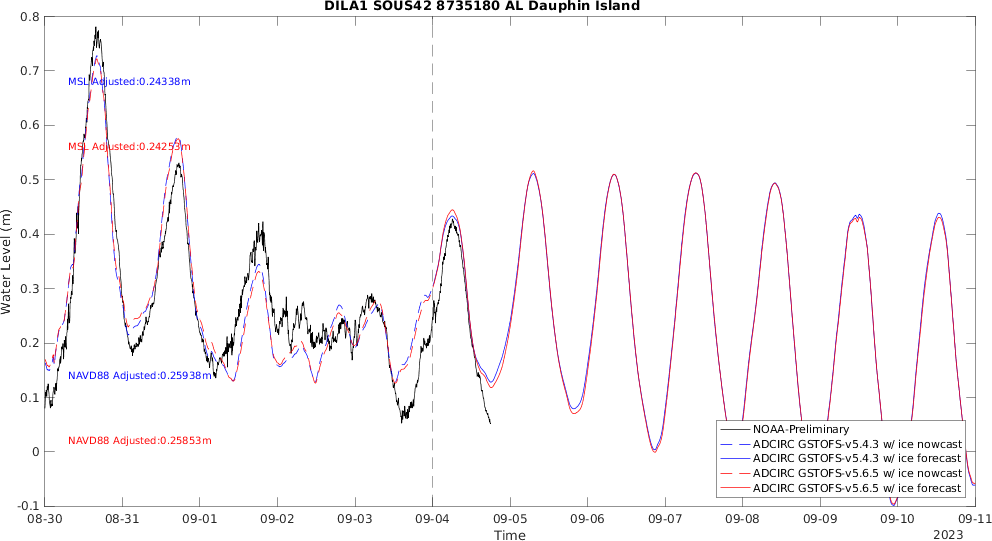 DILA1 SOUS42 8735180 AL Dauphin Island
Water Level (m)
0.8
0.7
0.6
0.5
0.4
0.3
0.2
0.1
0
-0.1
MSL Adjusted:0.24338m
MSL Adjusted:0.24253m
NAVD88 Adjusted:0.25938m
NAVD88 Adjusted:0.25853m
NOAA-Preliminary
ADCIRC GSTOFS-v5.4.3 w/ ice nowcast
ADCIRC GSTOFS-v5.4.3 w/ ice forecast
ADCIRC GSTOFS-v5.6.5 w/ ice nowcast
ADCIRC GSTOFS-v5.6.5 w/ ice forecast
08-30 08-31 09-01 09-02 09-03 09-04 09-05 09-06 09-07 09-08 09-09 09-10 09-11
Time
2023